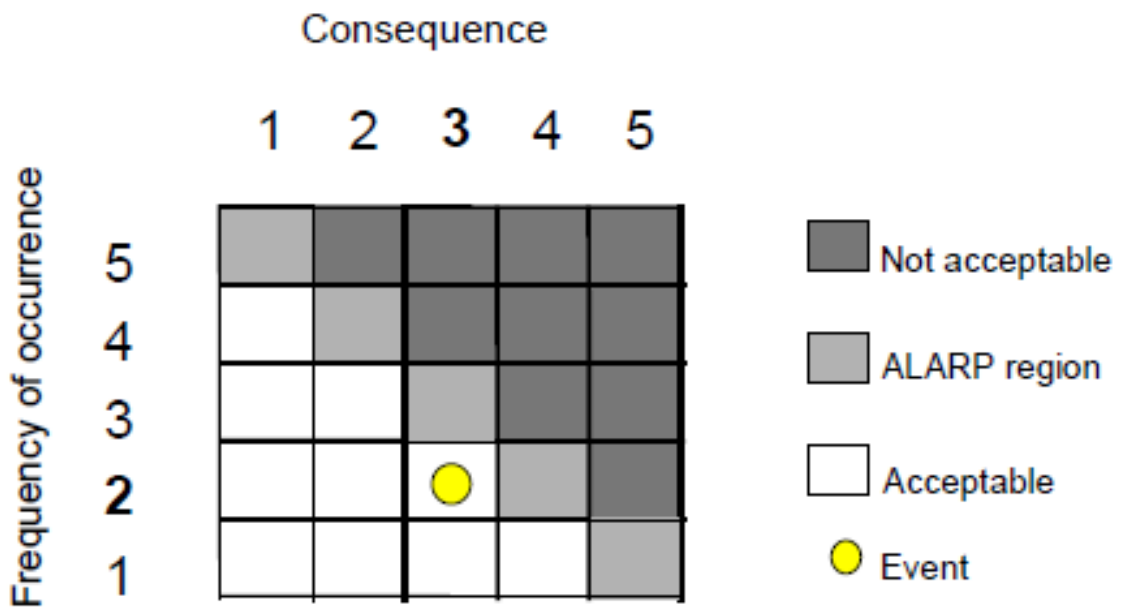 Consequence
1 2 3 4 5
Frequency of occurrence
5
4
3
2
1
Not acceptable
ALARP region
Acceptable
Event